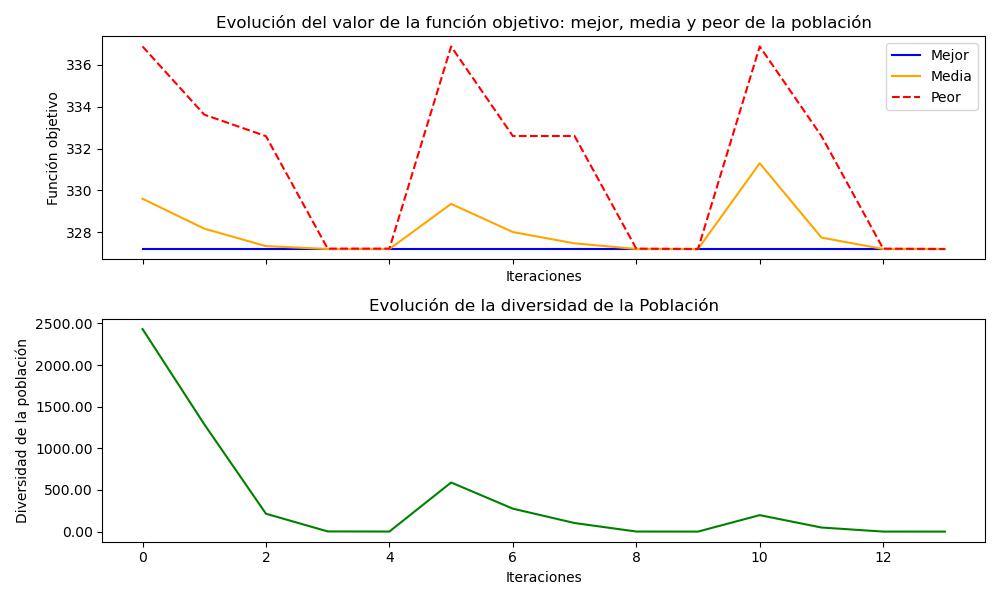 Evolución del valor de la función objetivo: mejor, media y peor de la población
Función objetivo
336
334
332
330
328
Mejor
Media
Peor
Iteraciones
Evolución de la diversidad de la Población
Diversidad de la población
2500.00
2000.00
1500.00
1000.00
500.00
0.00
0 2 4 6 8 10 12
Iteraciones